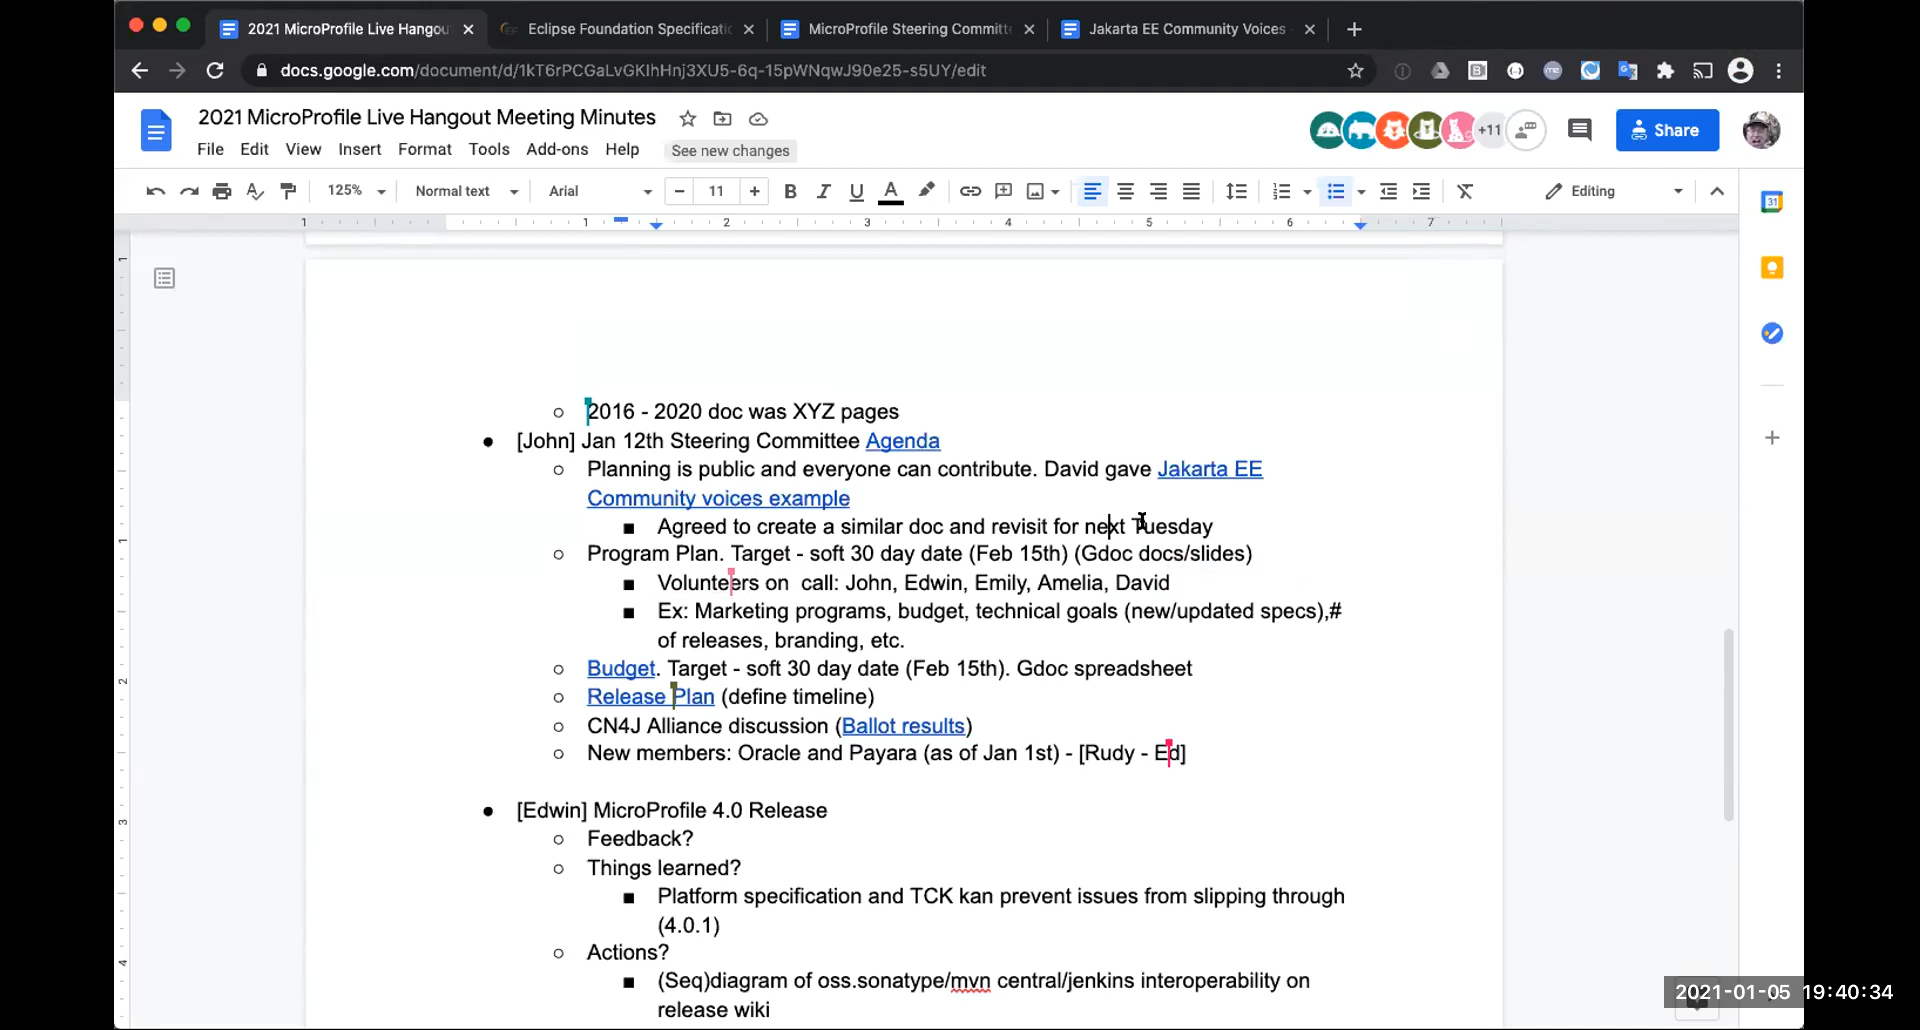 2021 MicroProfile Live Hangou
Eclipse Foundation Specificatio
MicroProfile Steering Committe
Jakarta EE Community Voices
docs.google.com/document/d/1kT6rPCGaLvGKIhHnj3XU5-6q-15pWNqwJ90e25-s5UY/edit
2021 MicroProfile Live Hangout Meeting Minutes
+11
Share
File Edit View Insert Format Tools Add-ons Help See new changes
125% Normal text Arial 11 Editing
1 1 2 3 4 5 6 7
2016 - 2020 doc was XYZ pages
[John] Jan 12th Steering Committee Agenda
Planning is public and everyone can contribute. David gave Jakarta EE
Community voices example
Agreed to create a similar doc and revisit for next Tuesday
Program Plan. Target - soft 30 day date (Feb 15th) (Gdoc docs/slides)
Volunteers on call: John, Edwin, Emily, Amelia, David
Ex: Marketing programs, budget, technical goals (new/updated specs),#
of releases, branding, etc.
Budget. Target - soft 30 day date (Feb 15th). Gdoc spreadsheet
Release Plan (define timeline)
CN4J Alliance discussion (Ballot results)
New members: Oracle and Payara (as of Jan 1st) - [Rudy - Ed]
[Edwin] MicroProfile 4.0 Release
Feedback?
Things learned?
Platform specification and TCK kan prevent issues from slipping through
(4.0.1)
Actions?
(Seq)diagram of oss.sonatype/mvn central/jenkins interoperability on
release wiki
2021-01-05 19:40:34